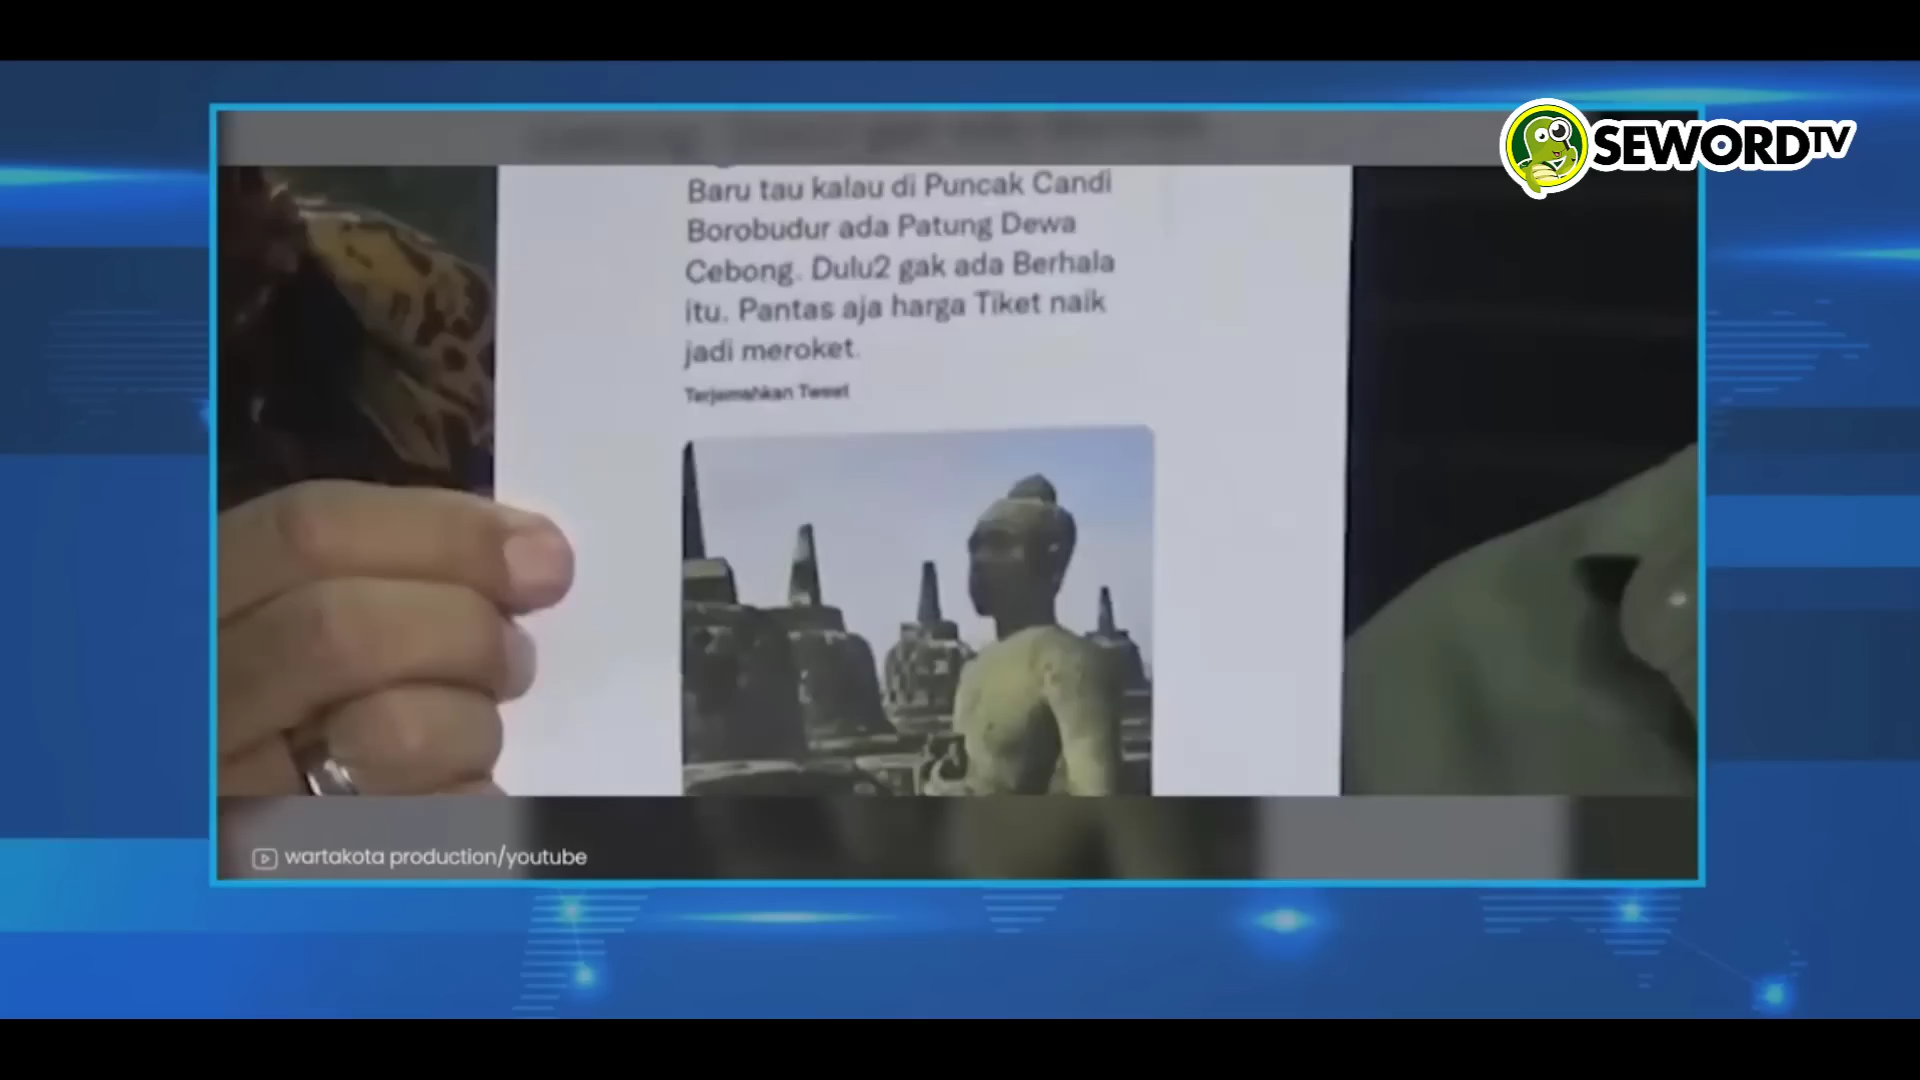 SEWORDTV
Baru tau kalau di Puncak Candi
Borobudur ada Patung Dewa
Cebong. Dulu2 gak ada Berhala
itu. Pantas aja harga Tiket naik
jadi meroket.
Terjemahkan Tweet
wartakota production/youtube